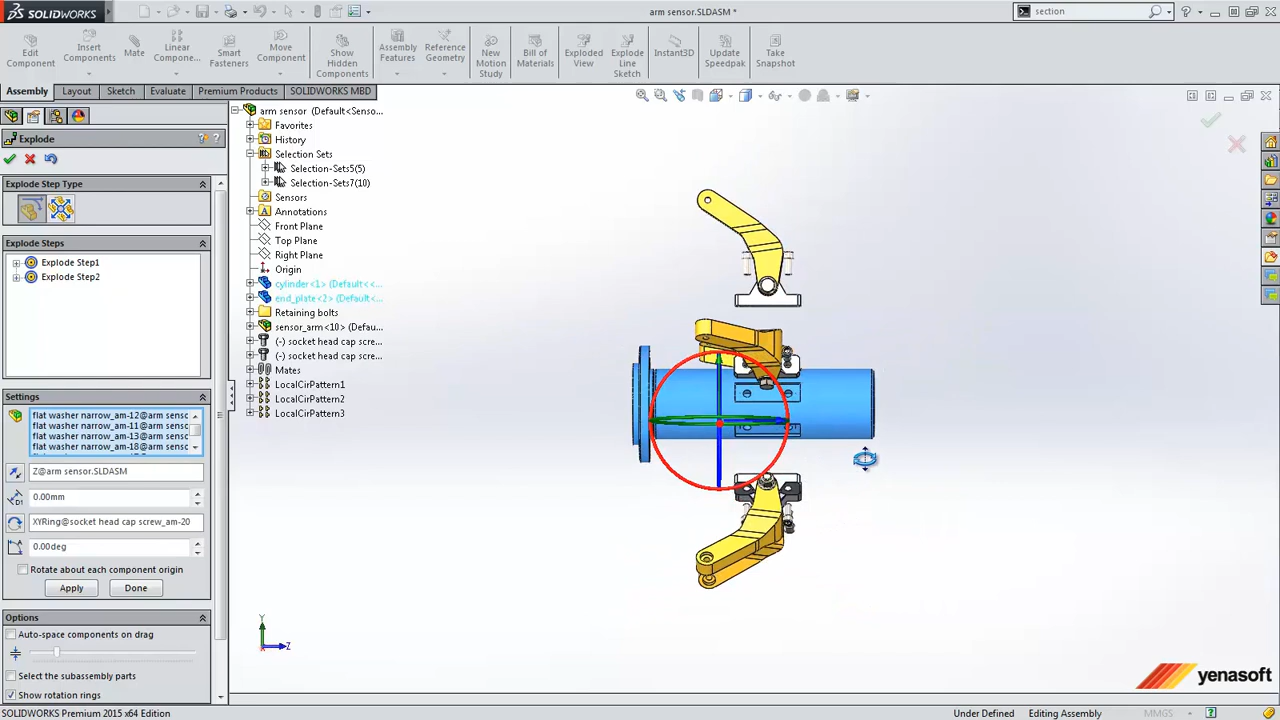 SOLIDWORKS
arm sensor.SLDASM *
section
Edit Component
Insert Components
Mate
Linear Compone...
Smart Fasteners
Move Component
Show Hidden Components
Assembly Features
Reference Geometry
New Motion Study
Bill of Materials
Exploded View
Explode Line Sketch
Instant3D
Update Speedpak
Take Snapshot
Assembly Layout Sketch Evaluate Premium Products SOLIDWORKS MBD
Explode
Explode Step Type
Explode Steps
Explode Step1
Explode Step2
Settings
flat washer narrow_am-12@arm senso
flat washer narrow_am-11@arm senso
flat washer narrow_am-13@arm senso
flat washer narrow_am-18@arm senso
Z@arm sensor.SLDASM
0.00mm
XYRing@socket head cap screw_am-20
0.00deg
Rotate about each component origin
Apply Done
Options
Auto-space components on drag
Select the subassembly parts
Show rotation rings
arm sensor (Default<Senso...
Favorites
History
Selection Sets
Selection-Sets5(5)
Selection-Sets7(10)
Sensors
Annotations
Front Plane
Top Plane
Right Plane
Origin
cylinder<1> (Default<<...
end_plate<2> (Default<...
Retaining bolts
sensor_arm<10> (Defau...
(-) socket head cap scre...
(-) socket head cap scre...
Mates
LocalCirPattern1
LocalCirPattern2
LocalCirPattern3
Y
Z
yenasoft
SOLIDWORKS Premium 2015 x64 Edition
Under Defined Editing Assembly MMGS